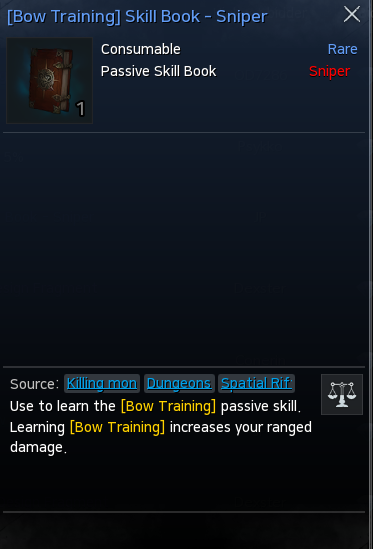 [Bow Training] Skill Book - Sniper
Consumable Rare
Passive Skill Book Sniper
1
Source: Killing mon Dungeons Spatial Rif
Use to learn the [Bow Training] passive skill.
Learning [Bow Training] increases your ranged
damage.